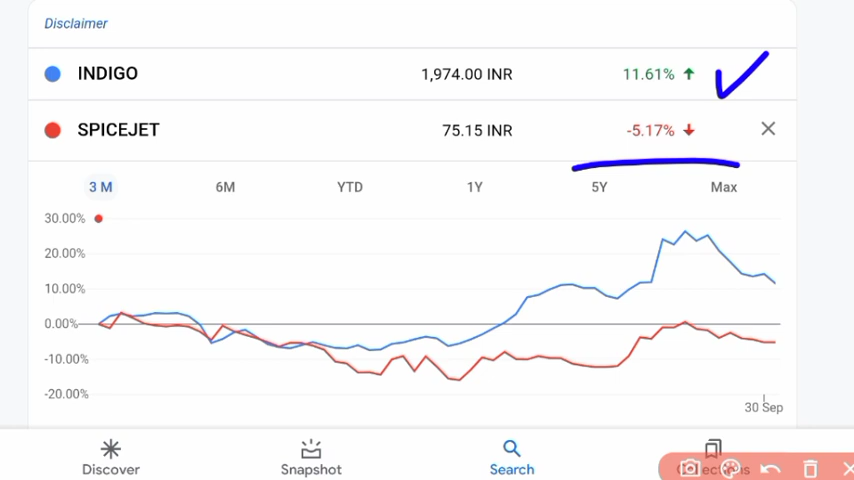 Disclaimer
INDIGO 1,974.00 INR 11.61%
SPICEJET 75.15 INR -5.17%
3 M 6M YTD 1Y 5Y Max
30.00%
20.00%
10.00%
0.00%
-10.00%
-20.00%
30 Sep
Discover Snapshot Search Collections